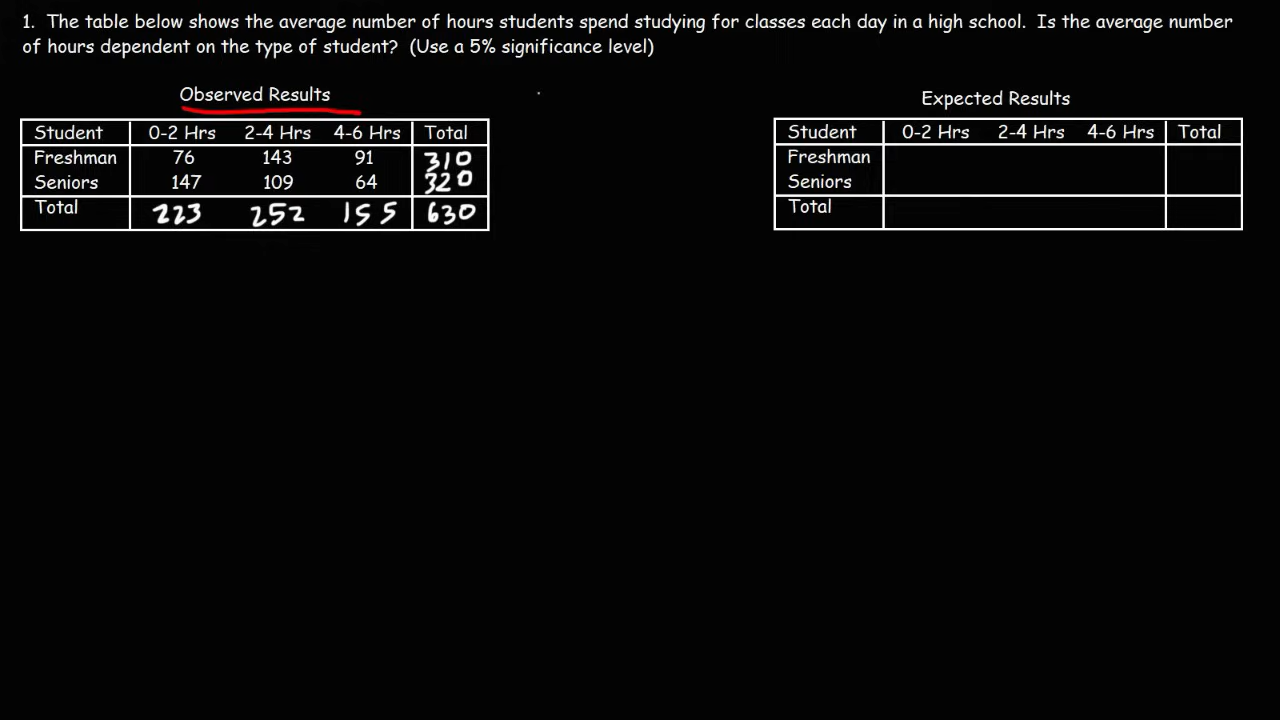 1. The table below shows the average number of hours students spend studying for classes each day in a high school. Is the average number
of hours dependent on the type of student? (Use a 5% significance level)
Observed Results
Student 0-2 Hrs 2-4 Hrs 4-6 Hrs Total
Freshman 76 143 91 310
Seniors 147 109 64 320
Total 223 252 155 630
Expected Results
Student 0-2 Hrs 2-4 Hrs 4-6 Hrs Total
Freshman
Seniors
Total